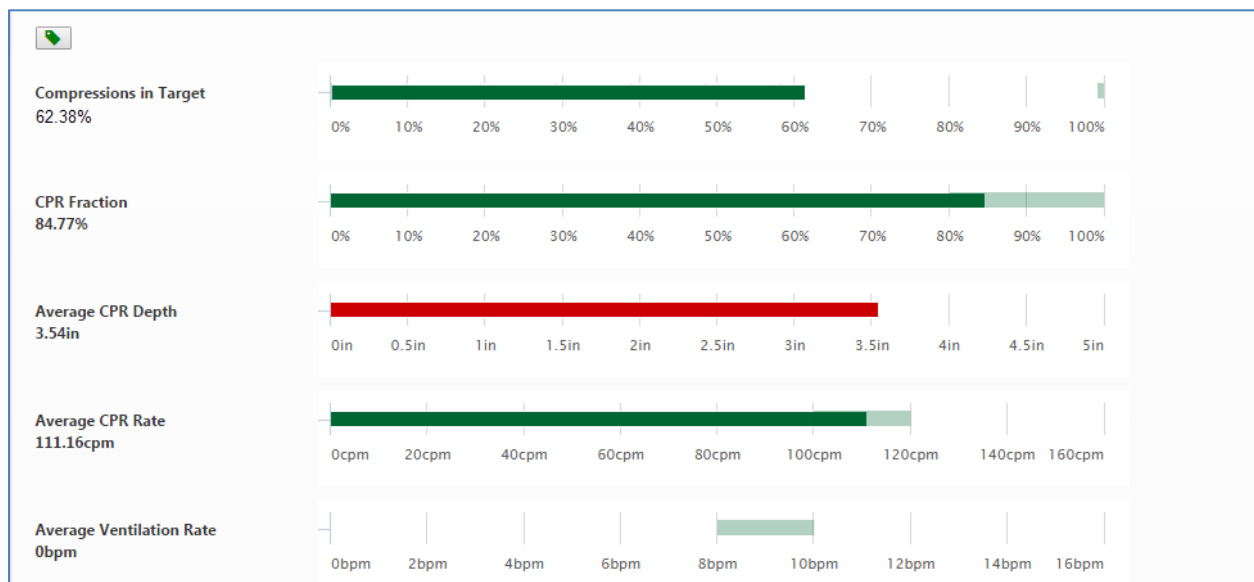 Compressions in Target
62.38%
0% 10% 20% 30% 40% 50% 60% 70% 80% 90% 100%
CPR Fraction
84.77%
0% 10% 20% 30% 40% 50% 60% 70% 80% 90% 100%
Average CPR Depth
3.54in
0in 0.5in 1in 1.5in 2in 2.5in 3in 3.5in 4in 4.5in 5in
Average CPR Rate
111.16cpm
0cpm 20cpm 40cpm 60cpm 80cpm 100cpm 120cpm 140cpm 160cpm
Average Ventilation Rate
0bpm
0bpm 2bpm 4bpm 6bpm 8bpm 10bpm 12bpm 14bpm 16bpm